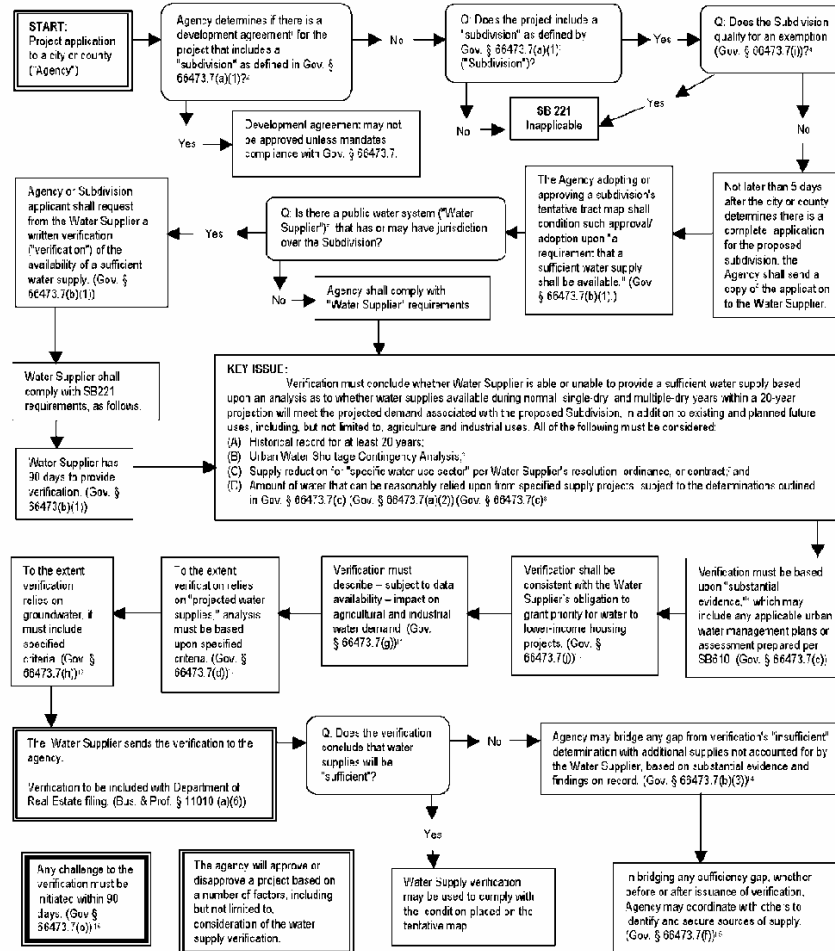 START:
Project application
to a city or county
("Agency")
Agency determines if there is a
development agreement¹ for the
project that includes a
"subdivision" as defined in Gov. §
66473.7(a)(1)?²
No
Q: Does the project include a
"subdivision" as defined by
Gov. § 66473.7(a)(1)
("Subdivision")?
Yes
Q: Does the Subdivision
qualify for an exemption
(Gov. § 66473.7(i))?
Yes
Development agreement may not
be approved unless mandates
compliance with Gov. § 66473.7.
No
SB 221
Inapplicable
Yes
No
Agency or Subdivision
applicant shall request
from the Water Supplier a
written verification
("verification") of the
availability of a sufficient
water supply. (Gov. §
66473.7(b)(1))
Yes
Q: Is there a public water system ("Water
Supplier") that has or may have jurisdiction
over the Subdivision?
The Agency adopting or
approving a subdivision's
tentative tract map shall
condition such approval/
adoption upon "a
requirement that a
sufficient water supply
shall be available." (Gov
§ 66473.7(b)(1).)
Not later than 5 days
after the city or county
determines there is a
complete application
for the proposed
subdivision, the
Agency shall send a
copy of the application
to the Water Supplier.
No
Agency shall comply with
"Water Supplier" requirements
Water Supplier shall
comply with SB221
requirements, as follows.
Water Supplier has
90 days to provide
verification. (Gov. §
66473(b)(1))
KEY ISSUE:
Verification must conclude whether Water Supplier is able or unable to provide a sufficient water supply based
upon an analysis as to whether water supplies available during normal, single-dry and multiple-dry years within a 20-year
projection will meet the projected demand associated with the proposed Subdivision, in addition to existing and planned future
uses, including, but not limited to, agriculture and industrial uses. All of the following must be considered:
(A) Historical record for at least 20 years;
(B) Urban Water Shortage Contingency Analysis;
(C) Supply reduction for "specific water use sector" per Water Supplier's resolution, ordinance, or contract; and
(D) Amount of water that can be reasonably relied upon from specified supply projects, subject to the determinations outlined
in Gov. § 66473.7(c) (Gov. § 66473.7(a)(2)) (Gov. § 66473.7(c)
To the extent
verification
relies on
groundwater, it
must include
specified
criteria. (Gov. §
66473.7(h))
To the extent
verification relies
on "projected water
supplies," analysis
must be based
upon specified
criteria. (Gov. §
66473.7(d))
Verification must
describe – subject to data
availability – impact on
agricultural and industrial
water demand. (Gov.
§ 66473.7(g))
Verification shall be
consistent with the Water
Supplier's obligation to
grant priority for water to
lower-income housing
projects. (Gov. §
66473.7(j))
Verification must be based
upon "substantial
evidence," which may
include any applicable urban
water management plans or
assessment prepared per
SB610. (Gov. § 66473.7(c))
The Water Supplier sends the verification to the
agency.
Verification to be included with Department of
Real Estate filing. (Bus. & Prof. § 11010 (a)(6))
Q: Does the verification
conclude that water
supplies will be
"sufficient"?
No
Agency may bridge any gap from verification's "insufficient"
determination with additional supplies not accounted for by
the Water Supplier, based on substantial evidence and
findings on record. (Gov. § 66473.7(b)(3))¹⁴
Yes
Any challenge to the
verification must be
initiated within 90
days. (Gov §
66473.7(o))
The agency will approve or
disapprove a project based
on a number of factors, including
but not limited to,
consideration of the water
supply verification.
Water Supply verification
may be used to comply with
the condition placed on the
tentative map
In bridging any sufficiency gap, whether
before or after issuance of verification,
Agency may coordinate with others to
identify and secure sources of supply.
(Gov. § 66473.7(f))